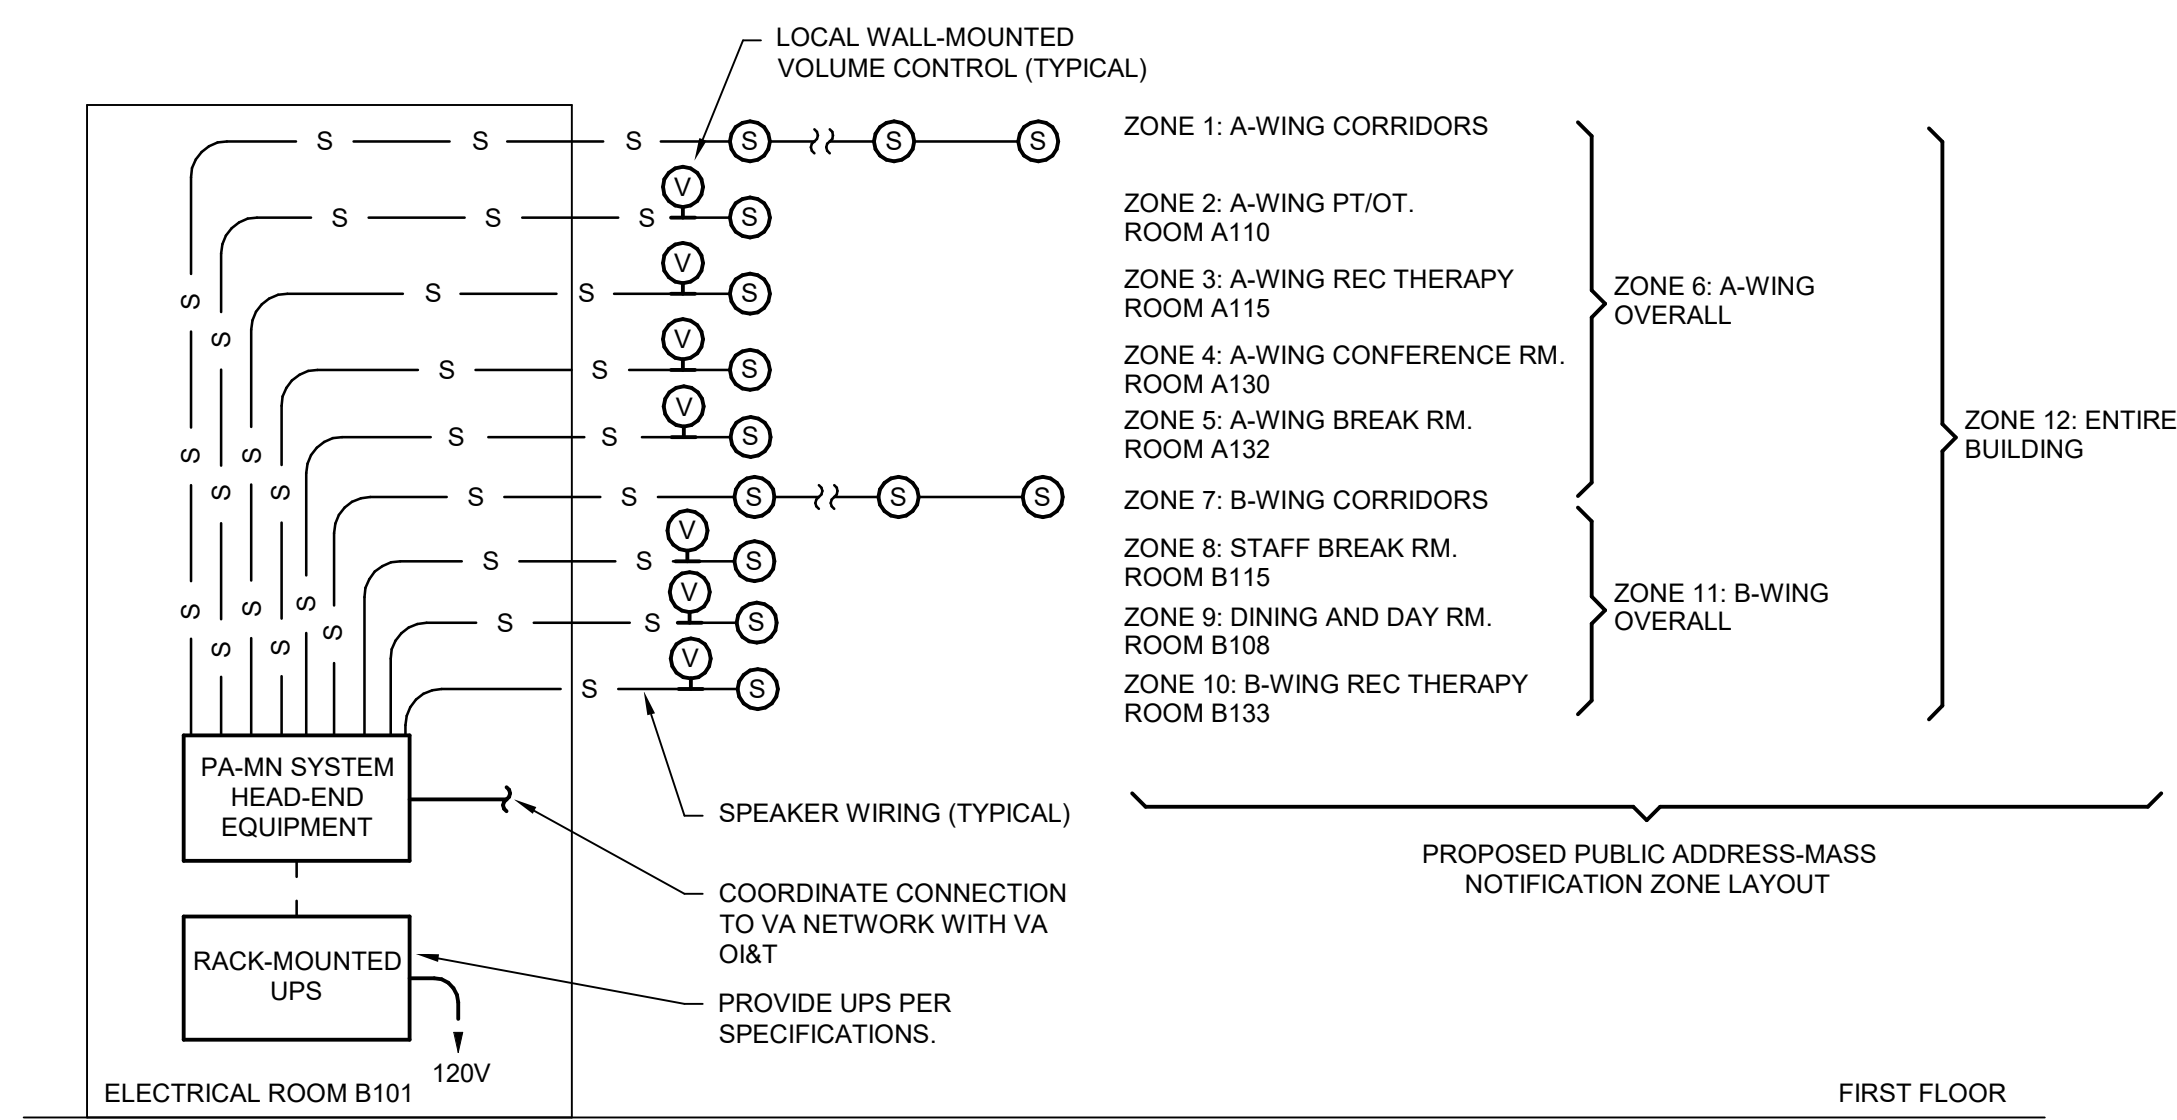 LOCAL WALL-MOUNTED
VOLUME CONTROL (TYPICAL)
S S S S S S
ZONE 1: A-WING CORRIDORS
V
S S S S
ZONE 2: A-WING PT/OT.
ROOM A110
V
S S S
ZONE 3: A-WING REC THERAPY
ROOM A115
S
S
V
S S S
ZONE 4: A-WING CONFERENCE RM.
ROOM A130
V
S S S
ZONE 5: A-WING BREAK RM.
ROOM A132
ZONE 6: A-WING
OVERALL
ZONE 12: ENTIRE
BUILDING
S S
S S
S S S S S
ZONE 7: B-WING CORRIDORS
V
S S S
ZONE 8: STAFF BREAK RM.
ROOM B115
V
S S S
ZONE 9: DINING AND DAY RM.
ROOM B108
ZONE 11: B-WING
OVERALL
S S S
S S S
V
S S
ZONE 10: B-WING REC THERAPY
ROOM B133
PA-MN SYSTEM
HEAD-END
EQUIPMENT
SPEAKER WIRING (TYPICAL)
COORDINATE CONNECTION
TO VA NETWORK WITH VA
OI&T
PROPOSED PUBLIC ADDRESS-MASS
NOTIFICATION ZONE LAYOUT
RACK-MOUNTED
UPS
PROVIDE UPS PER
SPECIFICATIONS.
120V
ELECTRICAL ROOM B101
FIRST FLOOR